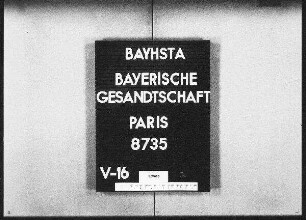 BAYHSTA
BAYERISCHE
GESANDTSCHAFT
PARIS
8735
V-16